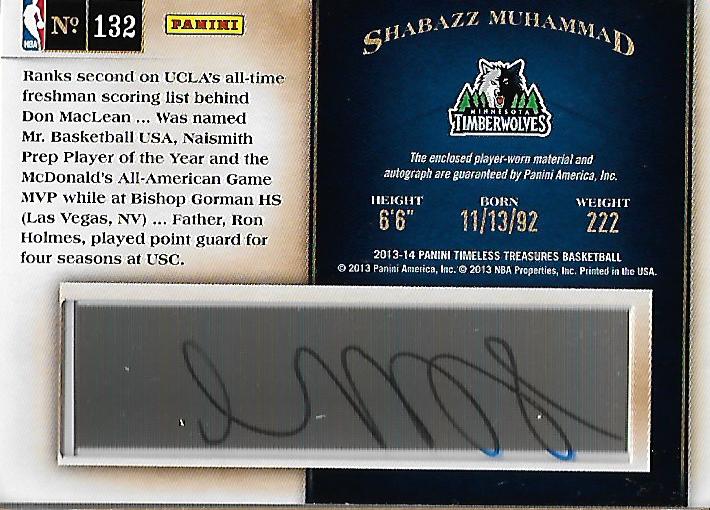 NBA
Nº 132
PANINI
Ranks second on UCLA's all-time
freshman scoring list behind
Don MacLean ... Was named
Mr. Basketball USA, Naismith
Prep Player of the Year and the
McDonald's All-American Game
MVP while at Bishop Gorman HS
(Las Vegas, NV) ... Father, Ron
Holmes, played point guard for
four seasons at USC.
SHABAZZ MUHAMMAD
MINNESOTA
TIMBERWOLVES
The enclosed player-worn material and
autograph are guaranteed by Panini America, Inc.
HEIGHT BORN WEIGHT
6'6" 11/13/92 222
2013-14 PANINI TIMELESS TREASURES BASKETBALL
© 2013 Panini America, Inc. © 2013 NBA Properties, Inc. Printed in the USA.